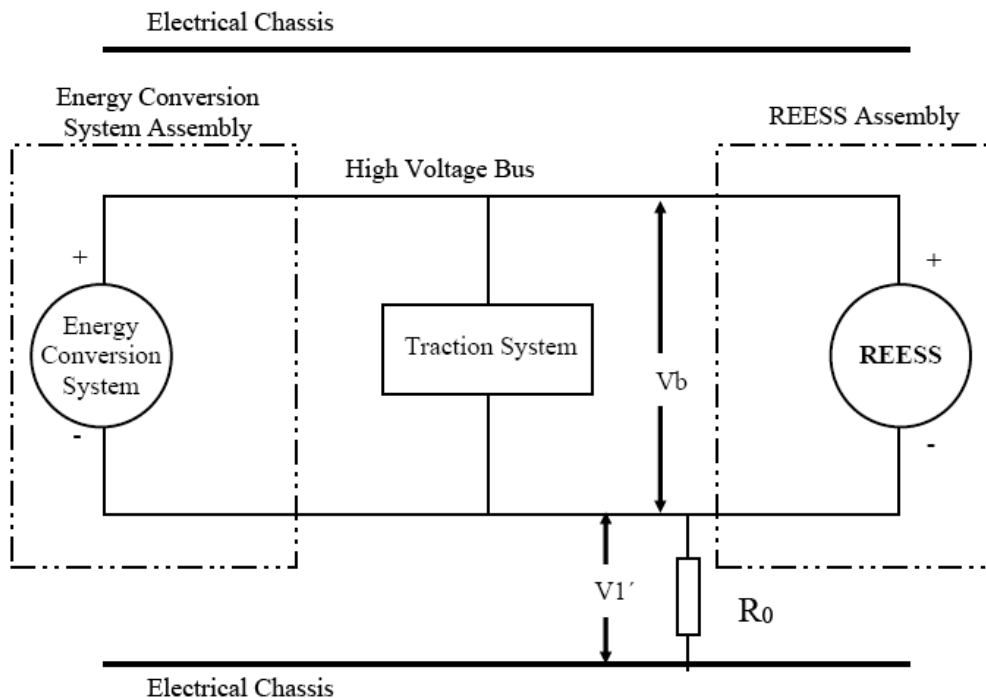 Electrical Chassis
Energy Conversion
System Assembly
REESS Assembly
High Voltage Bus
+
+
Energy
Conversion
System
Traction System
Vb
REESS
-
-
V1´
R₀
Electrical Chassis